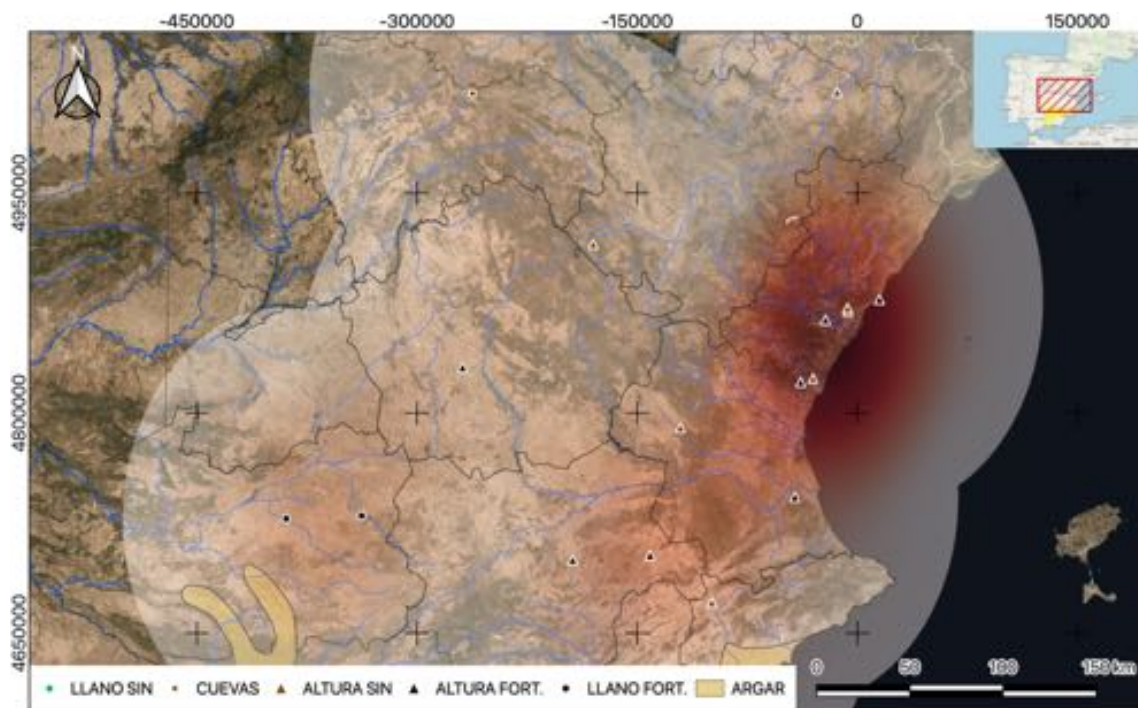 -450000 -300000 -150000 0 150000
N
4950000
4800000
4650000
0 50 100 150 km
LLANO SIN CUEVAS ALTURA SIN ALTURA FORT. LLANO FORT. ARGAR